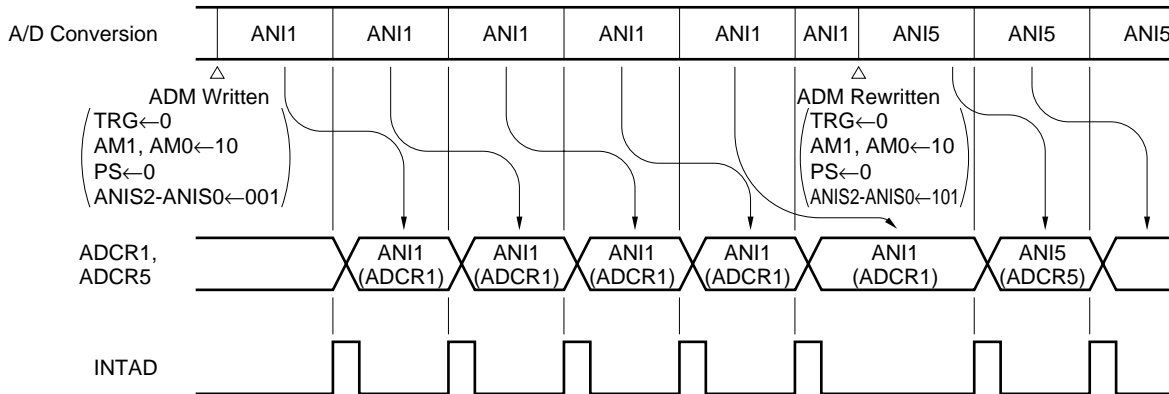 A/D Conversion ANI1 ANI1 ANI1 ANI1 ANI1 ANI1 ANI5 ANI5 ANI5
ADM Written
TRG←0
AM1, AM0←10
PS←0
ANIS2-ANIS0←001
ADM Rewritten
TRG←0
AM1, AM0←10
PS←0
ANIS2-ANIS0←101
ADCR1,
ADCR5
ANI1 ANI1 ANI1 ANI1 ANI1 ANI5
(ADCR1) (ADCR1) (ADCR1) (ADCR1) (ADCR1) (ADCR5)
INTAD